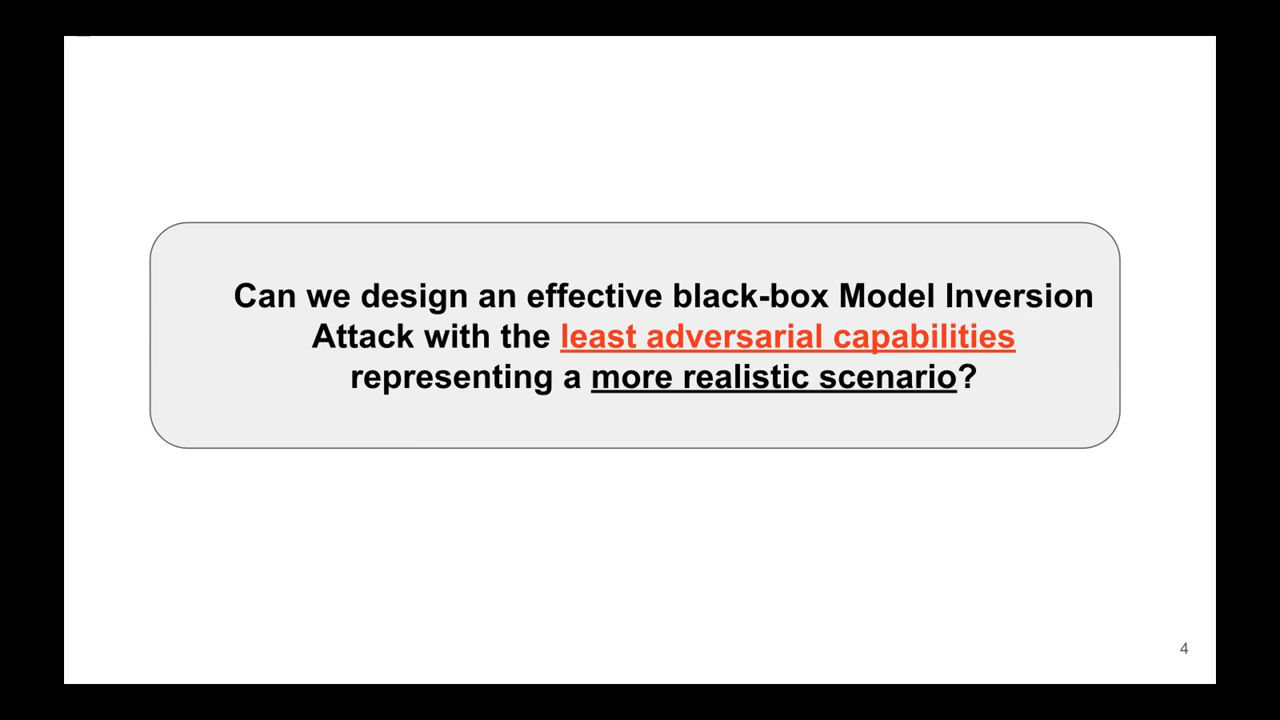 Can we design an effective black-box Model Inversion
Attack with the least adversarial capabilities
representing a more realistic scenario?
4